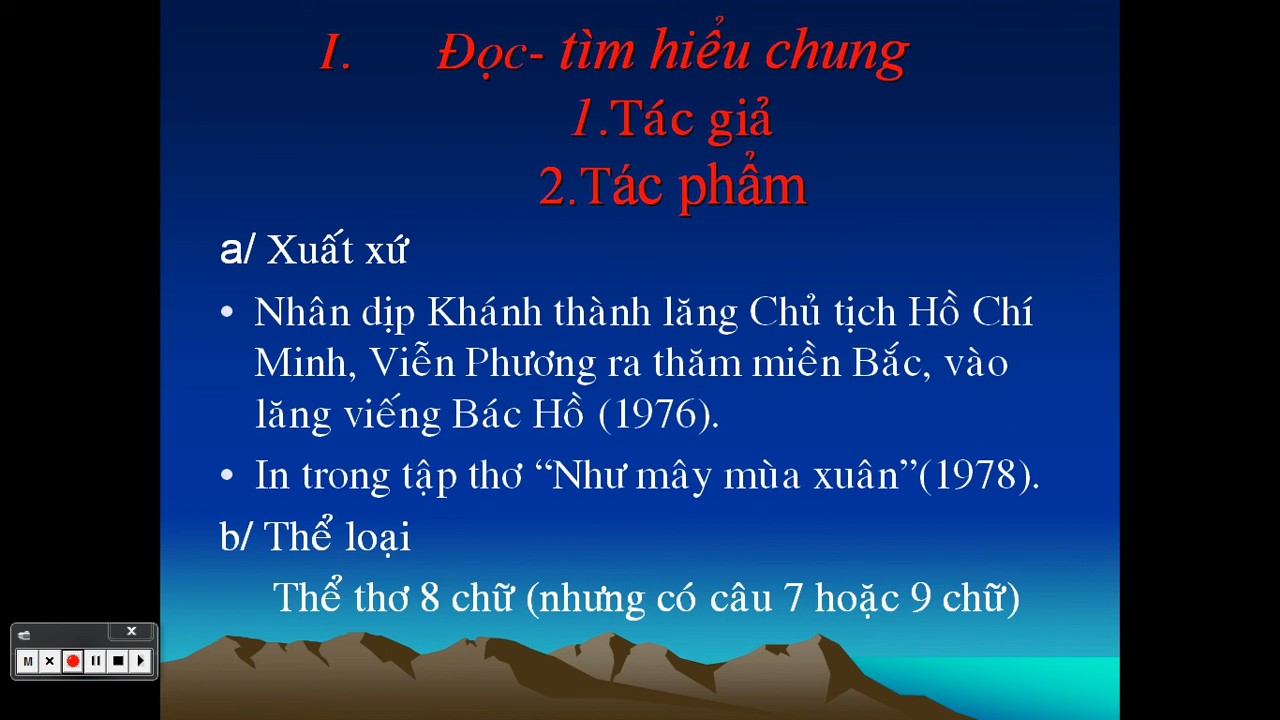 I. Đọc- tìm hiểu chung
1.Tác giả
2.Tác phẩm
a/ Xuất xứ
• Nhân dịp Khánh thành lăng Chủ tịch Hồ Chí
Minh, Viễn Phương ra thăm miền Bắc, vào
lăng viếng Bác Hồ (1976).
• In trong tập thơ “Như mây mùa xuân”(1978).
b/ Thể loại
Thể thơ 8 chữ (nhưng có câu 7 hoặc 9 chữ)
M